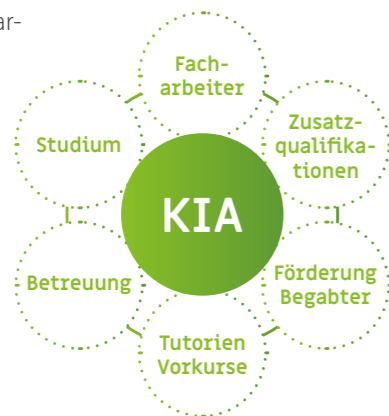 ar-
Fach-
arbeiter
Zusatz-
qualifika-
tionen
Studium
KIA
Betreuung
Förderung
Begabter
Tutorien
Vorkurse